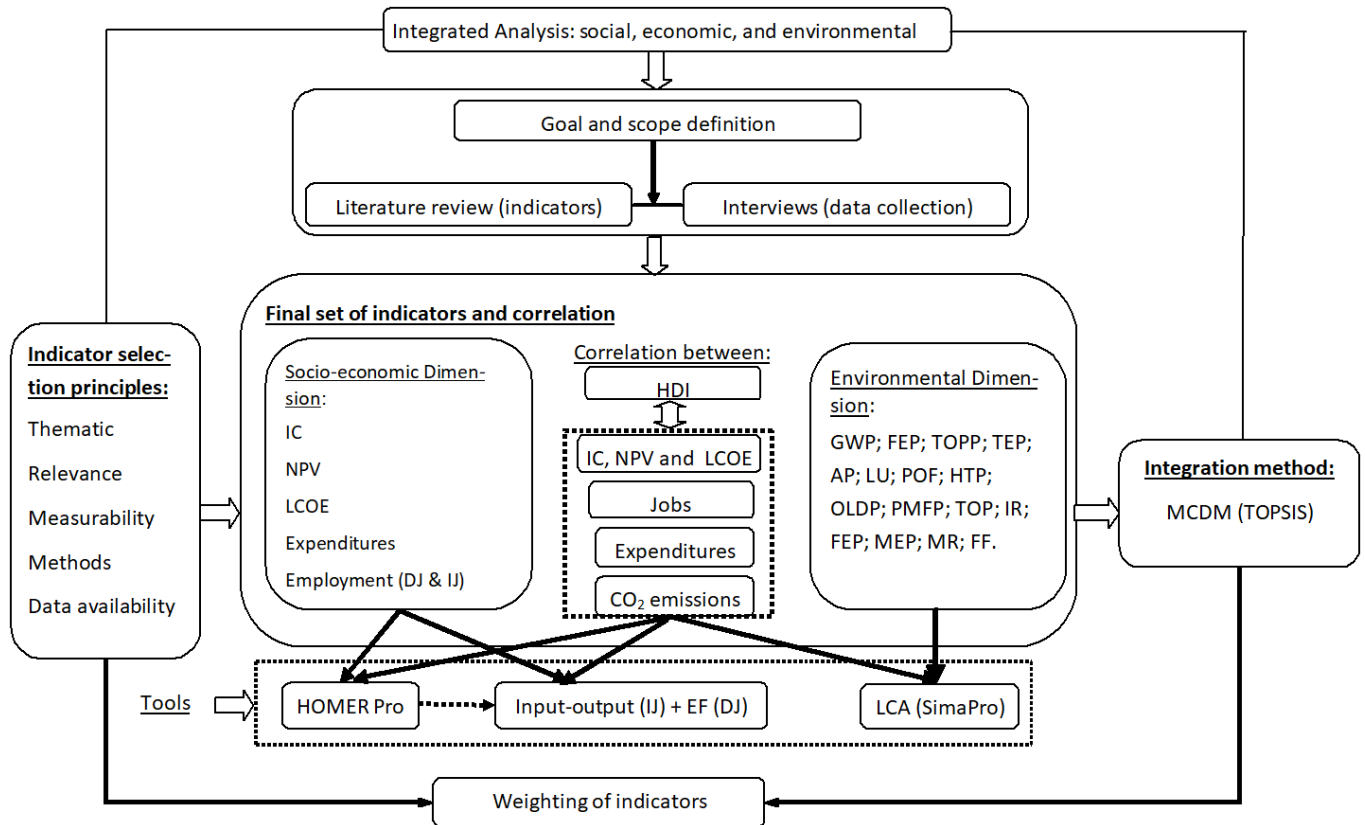 Integrated Analysis: social, economic, and environmental
Goal and scope definition
Literature review (indicators)
Interviews (data collection)
Final set of indicators and correlation
Indicator selec-
tion principles:
Thematic
Relevance
Measurability
Methods
Data availability
Socio-economic Dimen-
sion:
IC
NPV
LCOE
Expenditures
Employment (DJ & IJ)
Correlation between:
HDI
IC, NPV and LCOE
Jobs
Expenditures
CO₂ emissions
Environmental Dimen-
sion:
GWP; FEP; TOPP; TEP;
AP; LU; POF; HTP;
OLDP; PMFP; TOP; IR;
FEP; MEP; MR; FF.
Integration method:
MCDM (TOPSIS)
Tools
HOMER Pro
Input-output (IJ) + EF (DJ)
LCA (SimaPro)
Weighting of indicators